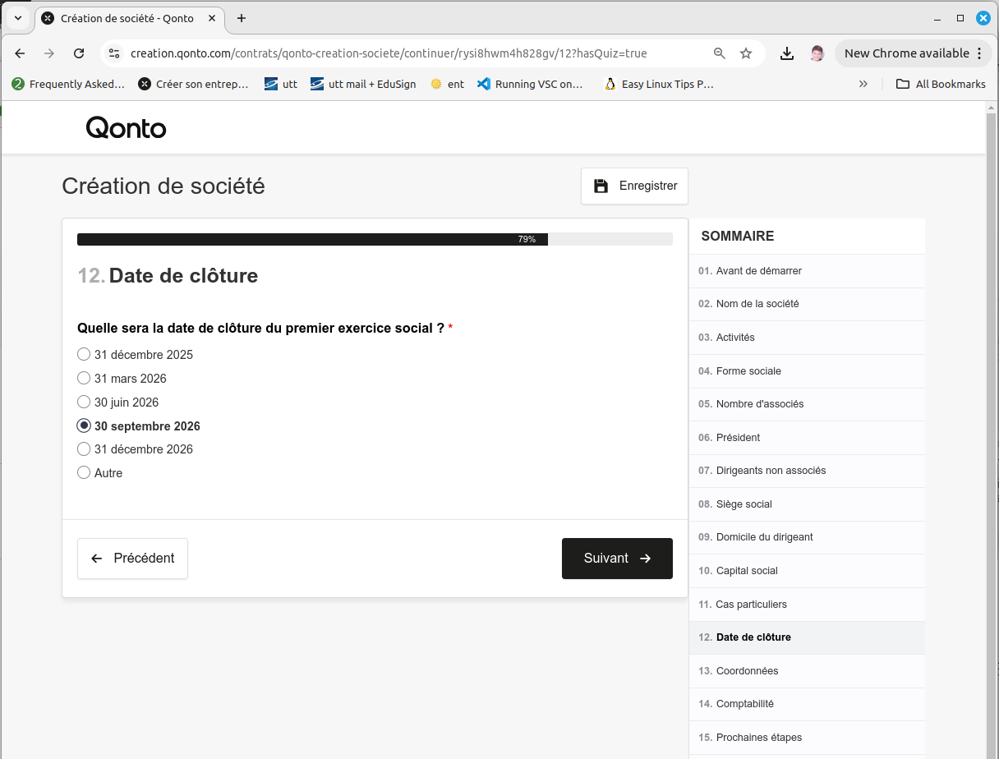 Création de société - Qonto
creation.qonto.com/contrats/qonto-creation-societe/continuer/rysi8hwm4h828gv/12?hasQuiz=true
New Chrome available
Frequently Asked… Créer son entrep… utt utt mail + EduSign ent Running VSC on… Easy Linux Tips P… All Bookmarks
Qonto
Création de société
Enregistrer
79%
12. Date de clôture
Quelle sera la date de clôture du premier exercice social ? *
31 décembre 2025
31 mars 2026
30 juin 2026
30 septembre 2026
31 décembre 2026
Autre
Précédent
Suivant
SOMMAIRE
01. Avant de démarrer
02. Nom de la société
03. Activités
04. Forme sociale
05. Nombre d'associés
06. Président
07. Dirigeants non associés
08. Siège social
09. Domicile du dirigeant
10. Capital social
11. Cas particuliers
12. Date de clôture
13. Coordonnées
14. Comptabilité
15. Prochaines étapes